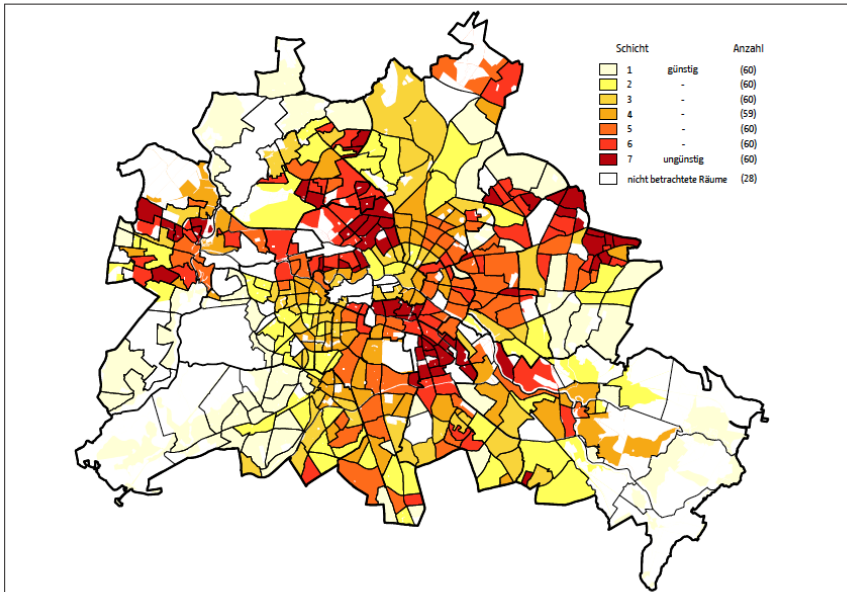 Schicht Anzahl
1 günstig (60)
2 - (60)
3 - (60)
4 - (59)
5 - (60)
6 - (60)
7 ungünstig (60)
nicht betrachtete Räume (28)